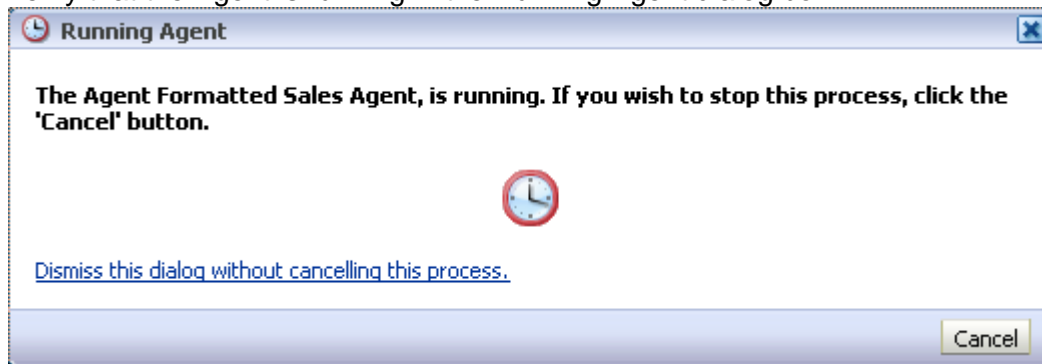 Running Agent
The Agent Formatted Sales Agent, is running. If you wish to stop this process, click the
'Cancel' button.
Dismiss this dialog without cancelling this process.
Cancel